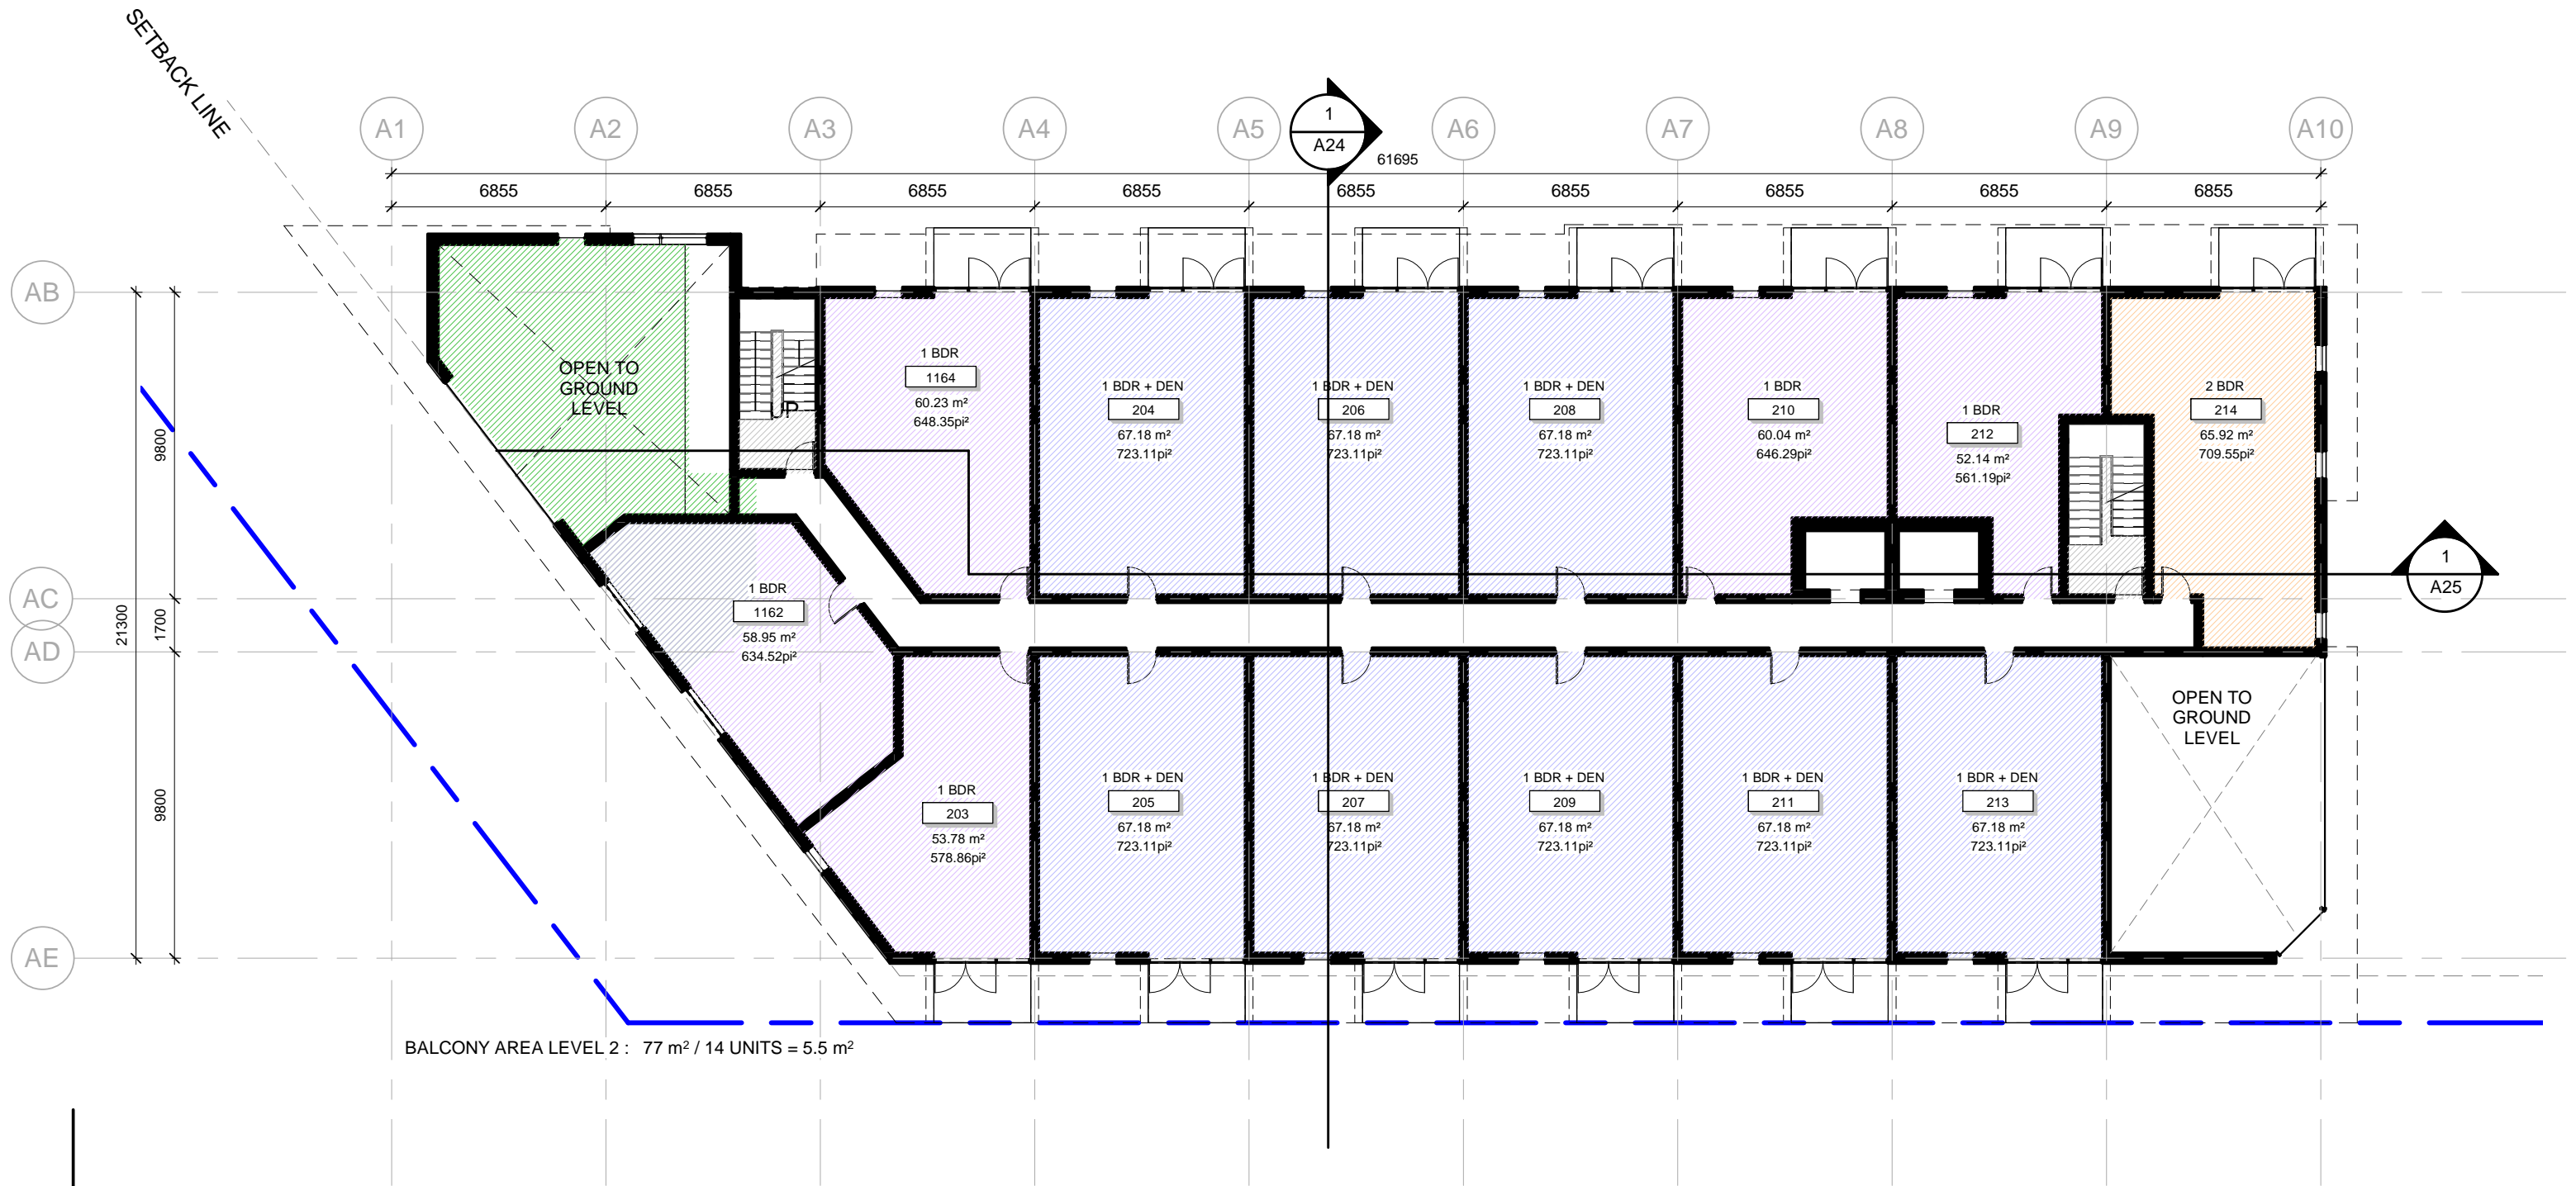 SETBACK LINE
A1
A2
A3
A4
A5
A6
A7
A8
A9
A10
1
A24
61695
6855
6855
6855
6855
6855
6855
6855
6855
6855
AB
AC
AD
AE
21300
9800
1700
9800
OPEN TO
GROUND
LEVEL
UP
1 BDR
1164
60.23 m²
648.35pi²
1 BDR + DEN
204
67.18 m²
723.11pi²
1 BDR + DEN
206
67.18 m²
723.11pi²
1 BDR + DEN
208
67.18 m²
723.11pi²
1 BDR
210
60.04 m²
646.29pi²
1 BDR
212
52.14 m²
561.19pi²
2 BDR
214
65.92 m²
709.55pi²
1
A25
1 BDR
1162
58.95 m²
634.52pi²
1 BDR
203
53.78 m²
578.86pi²
1 BDR + DEN
205
67.18 m²
723.11pi²
1 BDR + DEN
207
67.18 m²
723.11pi²
1 BDR + DEN
209
67.18 m²
723.11pi²
1 BDR + DEN
211
67.18 m²
723.11pi²
1 BDR + DEN
213
67.18 m²
723.11pi²
OPEN TO
GROUND
LEVEL
BALCONY AREA LEVEL 2 : 77 m² / 14 UNITS = 5.5 m²